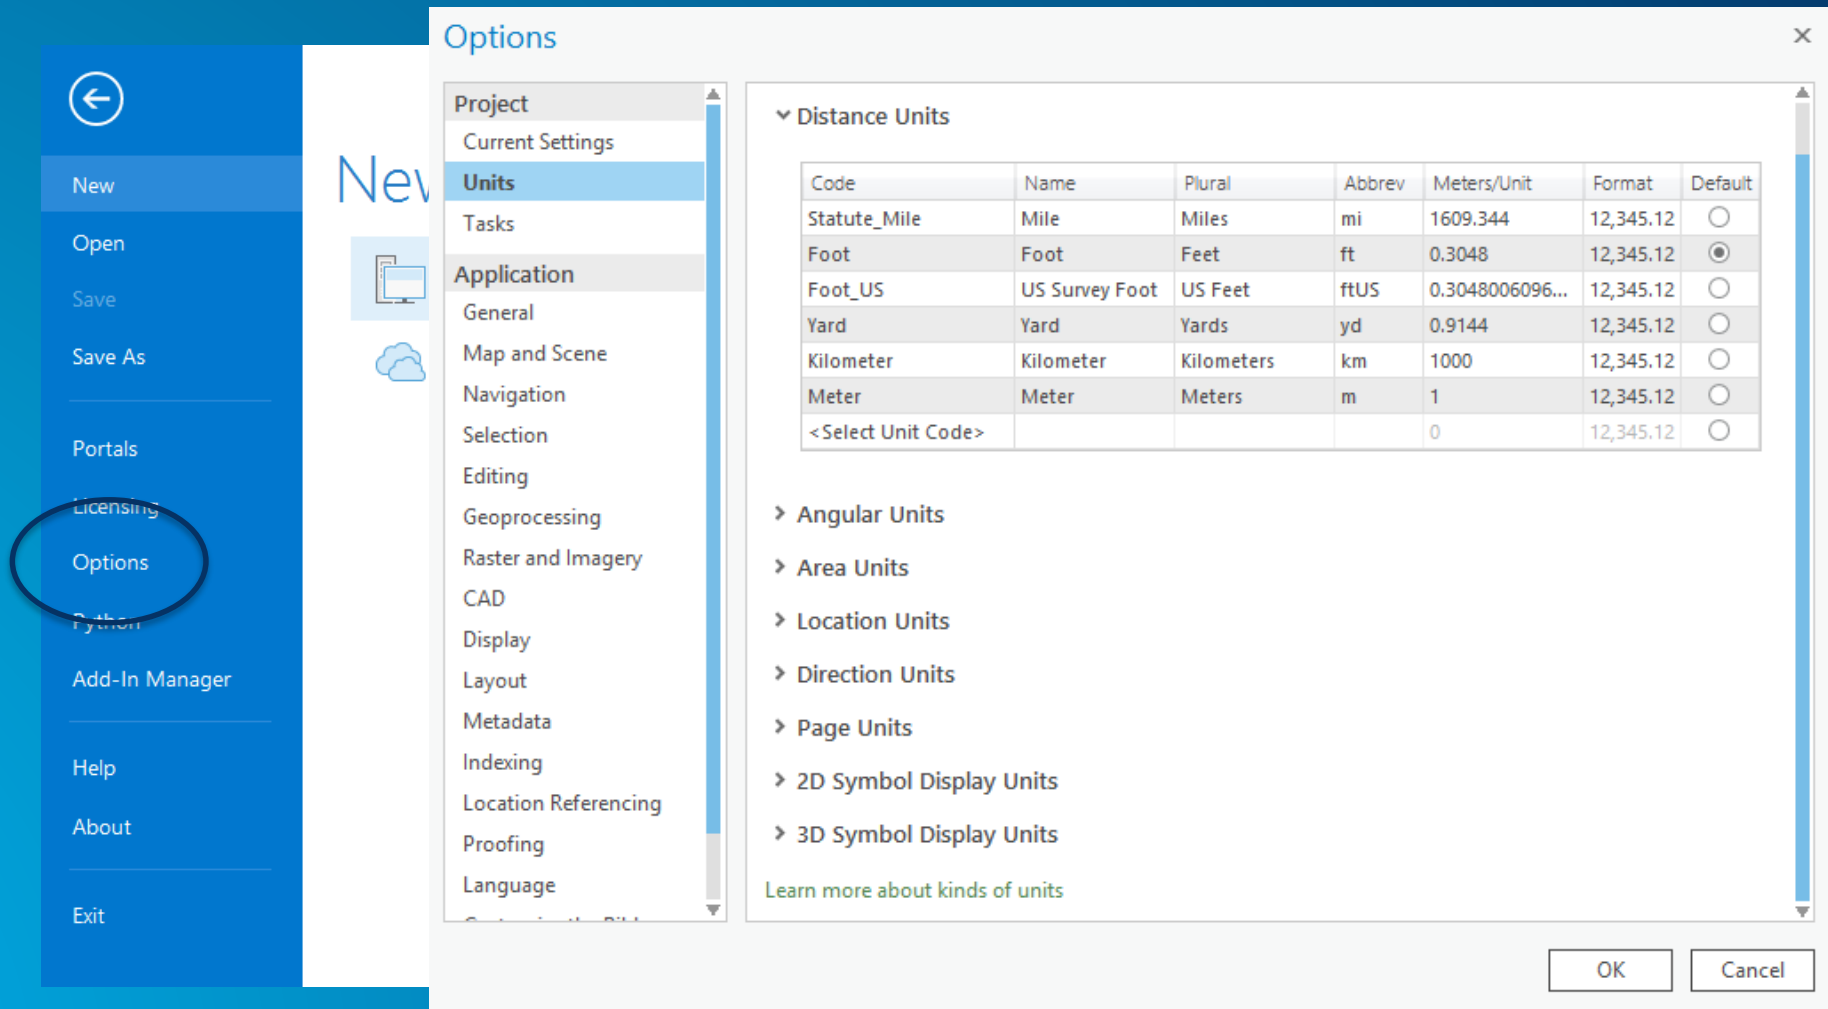 New
Open
Save
Save As
Portals
Licensing
Options
Python
Add-In Manager
Help
About
Exit
Options
Project
Current Settings
Units
Tasks
Application
General
Map and Scene
Navigation
Selection
Editing
Geoprocessing
Raster and Imagery
CAD
Display
Layout
Metadata
Indexing
Location Referencing
Proofing
Language
Distance Units
Code Name Plural Abbrev Meters/Unit Format Default
Statute_Mile Mile Miles mi 1609.344 12,345.12
Foot Foot Feet ft 0.3048 12,345.12
Foot_US US Survey Foot US Feet ftUS 0.3048006096... 12,345.12
Yard Yard Yards yd 0.9144 12,345.12
Kilometer Kilometer Kilometers km 1000 12,345.12
Meter Meter Meters m 1 12,345.12
<Select Unit Code> 0 12,345.12
Angular Units
Area Units
Location Units
Direction Units
Page Units
2D Symbol Display Units
3D Symbol Display Units
Learn more about kinds of units
OK Cancel